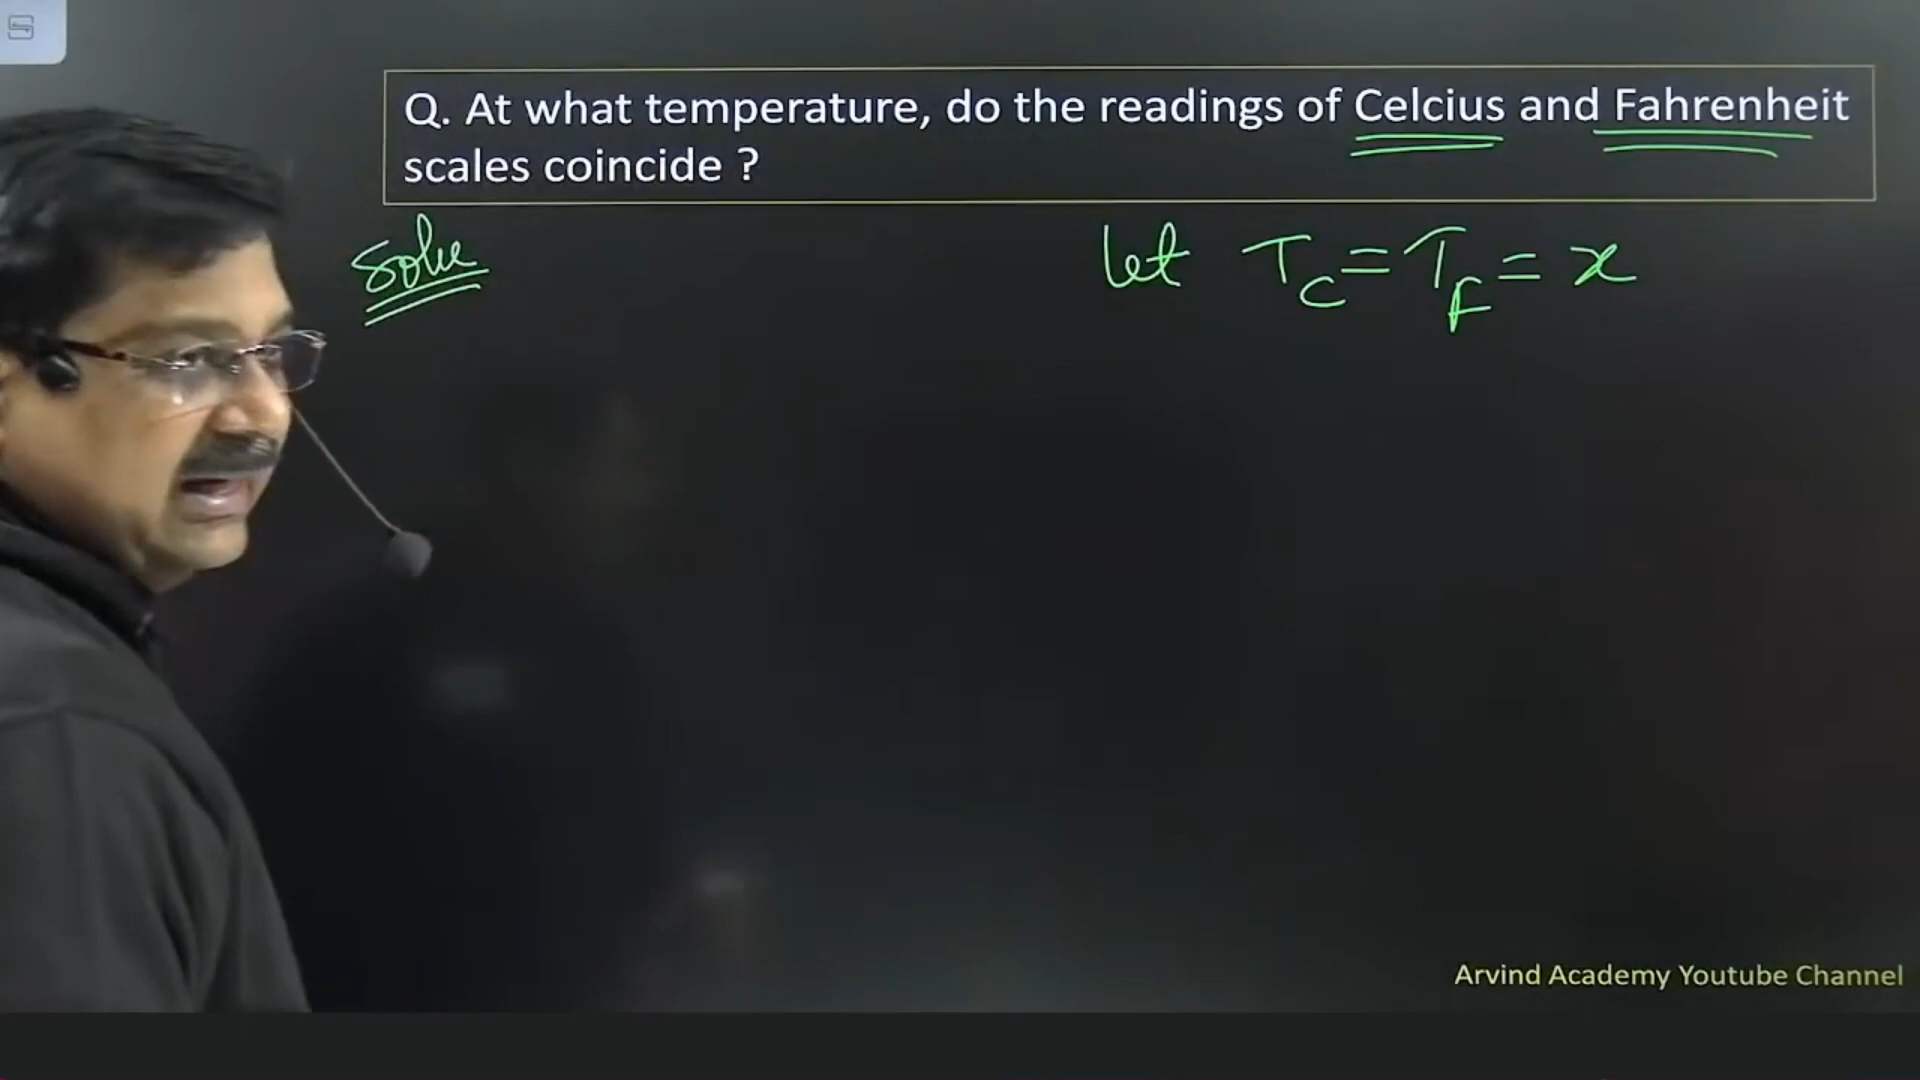 Q. At what temperature, do the readings of Celcius and Fahrenheit
scales coincide ?
Solu
let T_C = T_F = x
Arvind Academy Youtube Channel